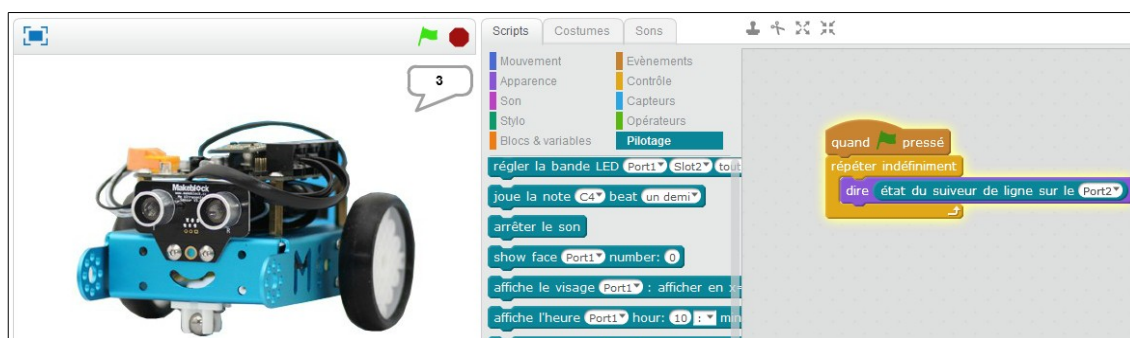 3
Makeblock
R
Scripts
Costumes
Sons
Mouvement
Evènements
Apparence
Contrôle
Son
Capteurs
Stylo
Opérateurs
Blocs & variables
Pilotage
régler la bande LED Port1 Slot2 tout
joue la note C4 beat un demi
arrêter le son
show face Port1 number: 0
affiche le visage Port1 : afficher en x=
affiche l'heure Port1 hour: 10 : min
quand pressé
répéter indéfiniment
dire état du suiveur de ligne sur le Port2